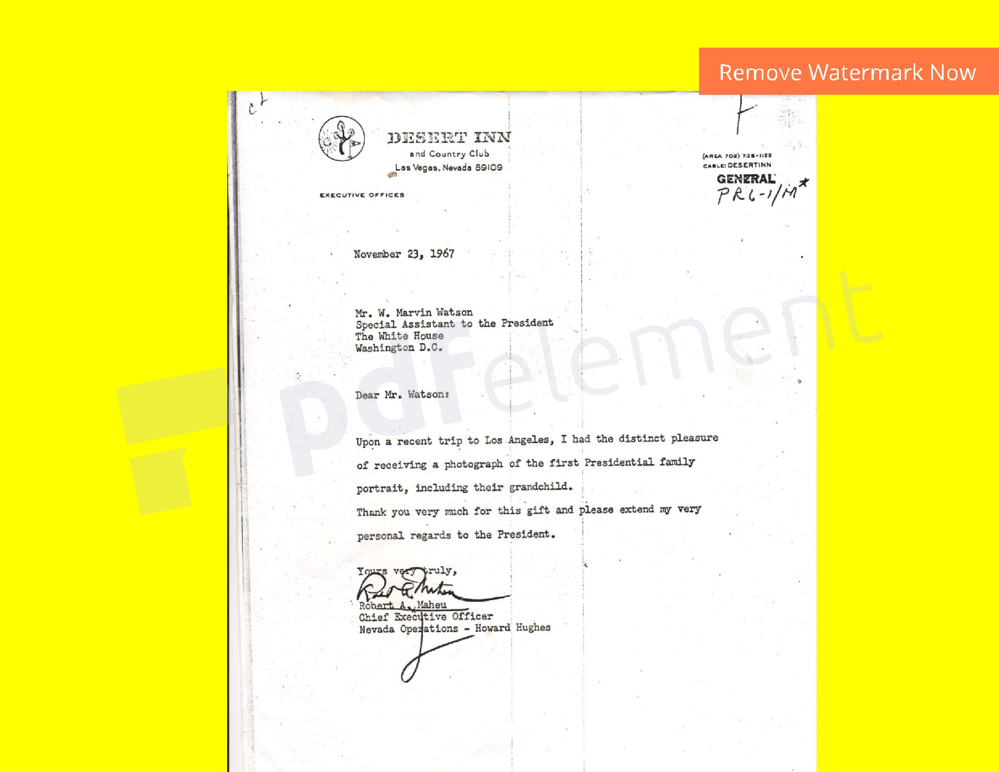 Remove Watermark Now
DESERT INN
and Country Club
Las Vegas, Nevada 89109
EXECUTIVE OFFICES
(AREA 702) 735-1122
CABLE: DESERTINN
GENERAL
PR6-1/M*
November 23, 1967
Mr. W. Marvin Watson
Special Assistant to the President
The White House
Washington D.C.
pdfelement
Dear Mr. Watson:
Upon a recent trip to Los Angeles, I had the distinct pleasure
of receiving a photograph of the first Presidential family
portrait, including their grandchild.
Thank you very much for this gift and please extend my very
personal regards to the President.
Yours very truly,
Robert A. Maheu
Robert A. Maheu
Chief Executive Officer
Nevada Operations - Howard Hughes